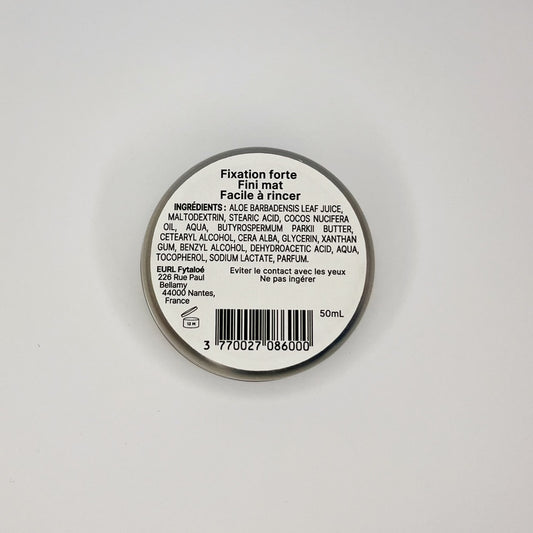 Fixation forte
Fini mat
Facile à rincer
INGRÉDIENTS : ALOE BARBADENSIS LEAF JUICE,
MALTODEXTRIN, STEARIC ACID, COCOS NUCIFERA
OIL, AQUA, BUTYROSPERMUM PARKII BUTTER,
CETEARYL ALCOHOL, CERA ALBA, GLYCERIN, XANTHAN
GUM, BENZYL ALCOHOL, DEHYDROACETIC ACID, AQUA,
TOCOPHEROL, SODIUM LACTATE, PARFUM.
EURL Fytaloé
226 Rue Paul
Bellamy
44000 Nantes,
France
Eviter le contact avec les yeux
Ne pas ingérer
12 M
50mL
3 770027 086000